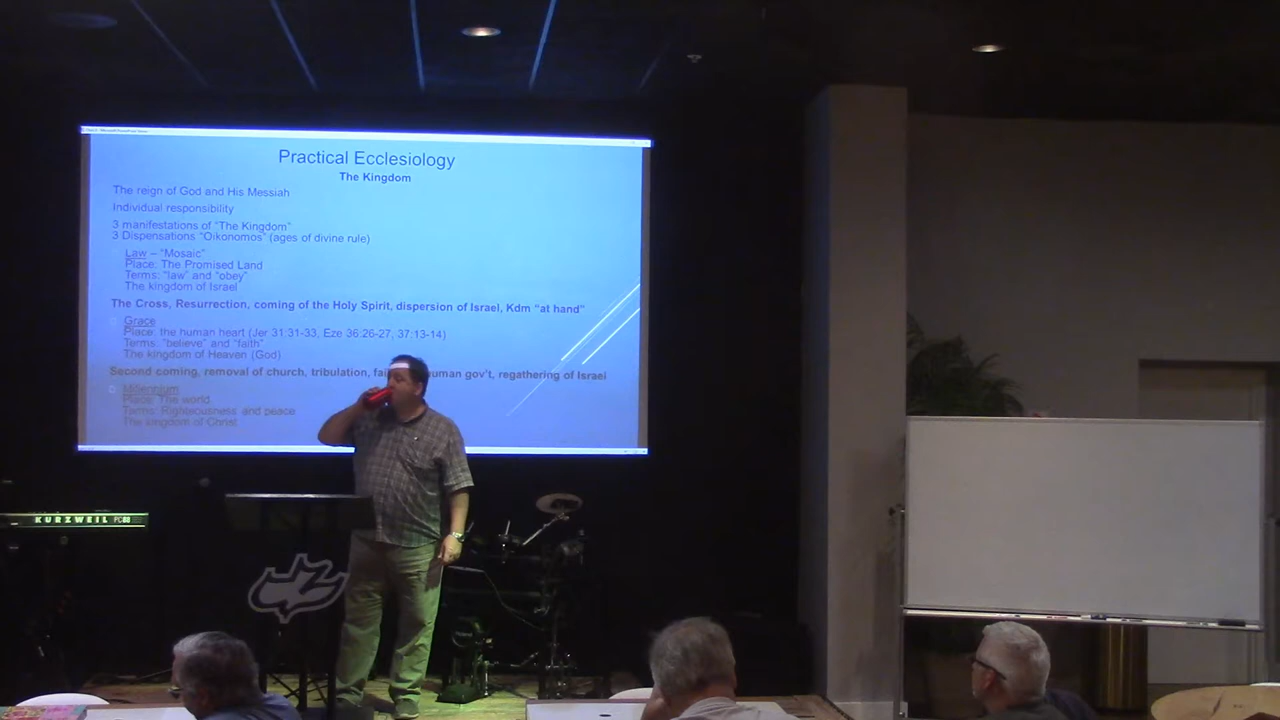 Practical Ecclesiology
The Kingdom
The reign of God and His Messiah
Individual responsibility
3 manifestations of "The Kingdom"
3 Dispensations "Oikonomos" (ages of divine rule)
Law – "Mosaic"
Place: The Promised Land
Terms: "law" and "obey"
The kingdom of Israel
The Cross, Resurrection, coming of the Holy Spirit, dispersion of Israel, Kdm "at hand"
Grace
Place: the human heart (Jer 31:31-33, Eze 36:26-27, 37:13-14)
Terms: "believe" and "faith"
The kingdom of Heaven (God)
Second coming, removal of church, tribulation, human gov't, regathering of Israel
Millennium
Place: The world
Terms: Righteousness and peace
The kingdom of Christ
KURZWEIL PC88